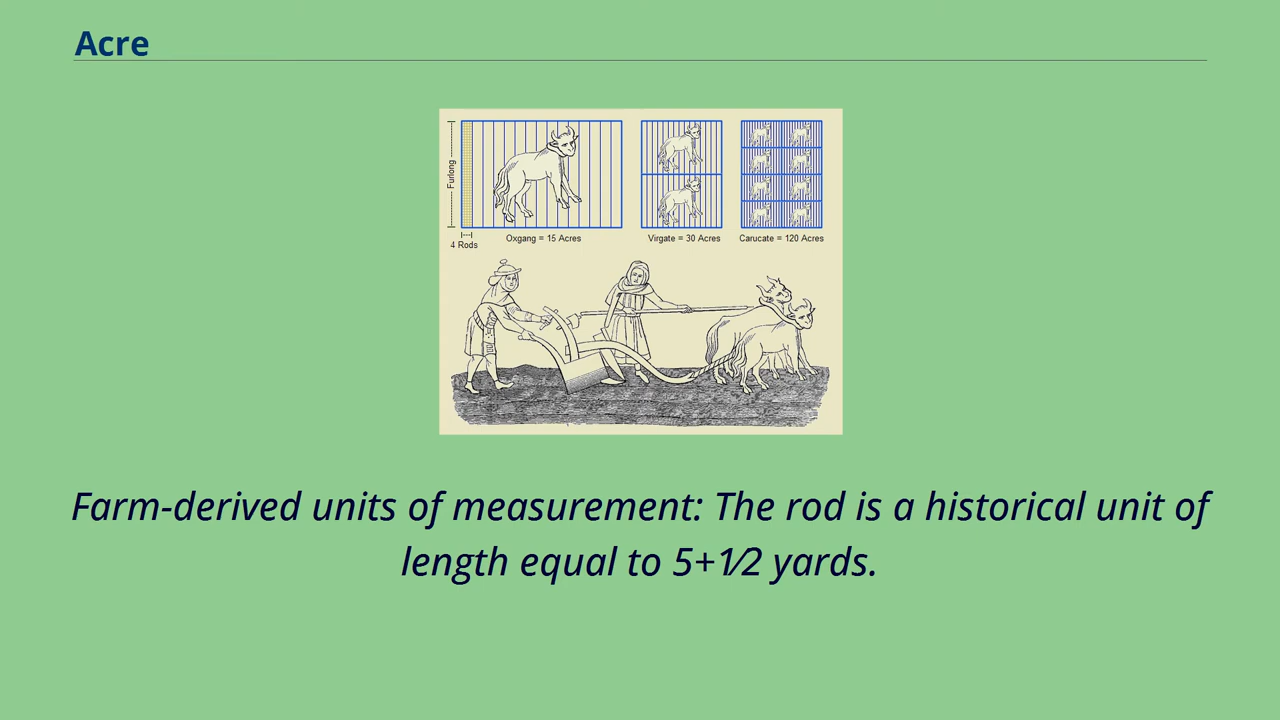 Acre
Furlong
4 Rods
Oxgang = 15 Acres
Virgate = 30 Acres
Carucate = 120 Acres
Farm-derived units of measurement: The rod is a historical unit of
length equal to 5+1⁄2 yards.